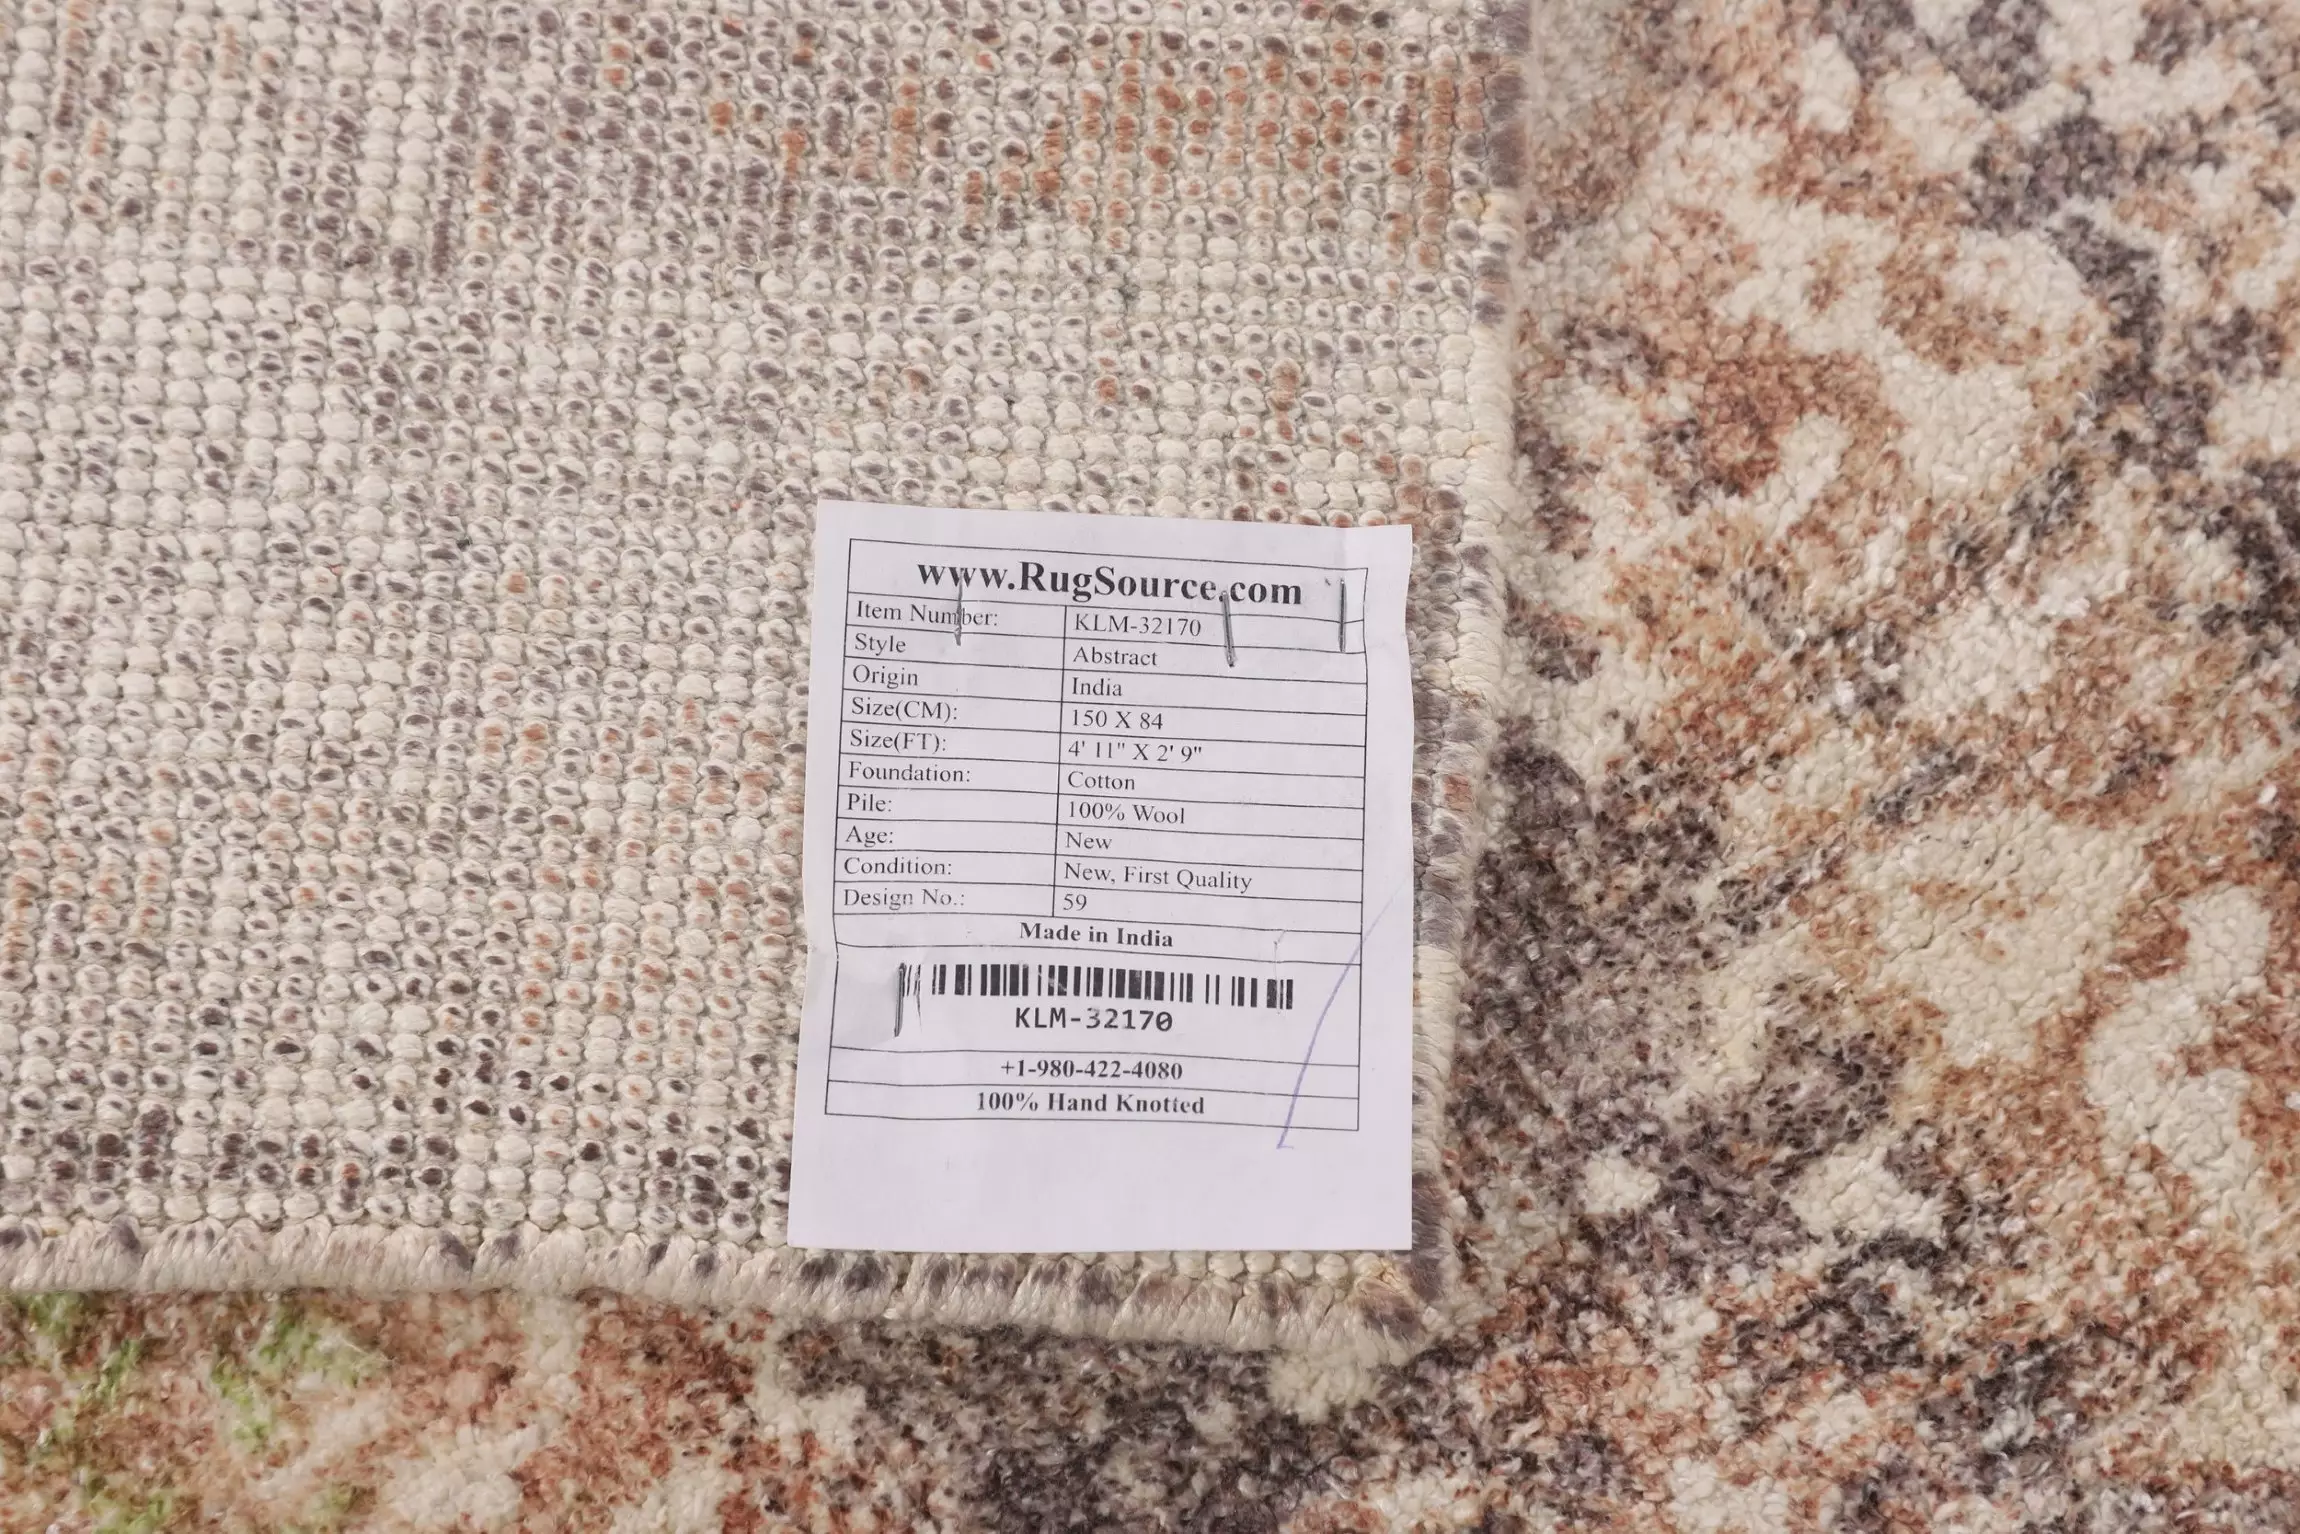 www.RugSource.com
Item Number: KLM-32170
Style Abstract
Origin India
Size(CM): 150 X 84
Size(FT): 4' 11" X 2' 9"
Foundation: Cotton
Pile: 100% Wool
Age: New
Condition: New, First Quality
Design No.: 59
Made in India
KLM-32170
+1-980-422-4080
100% Hand Knotted